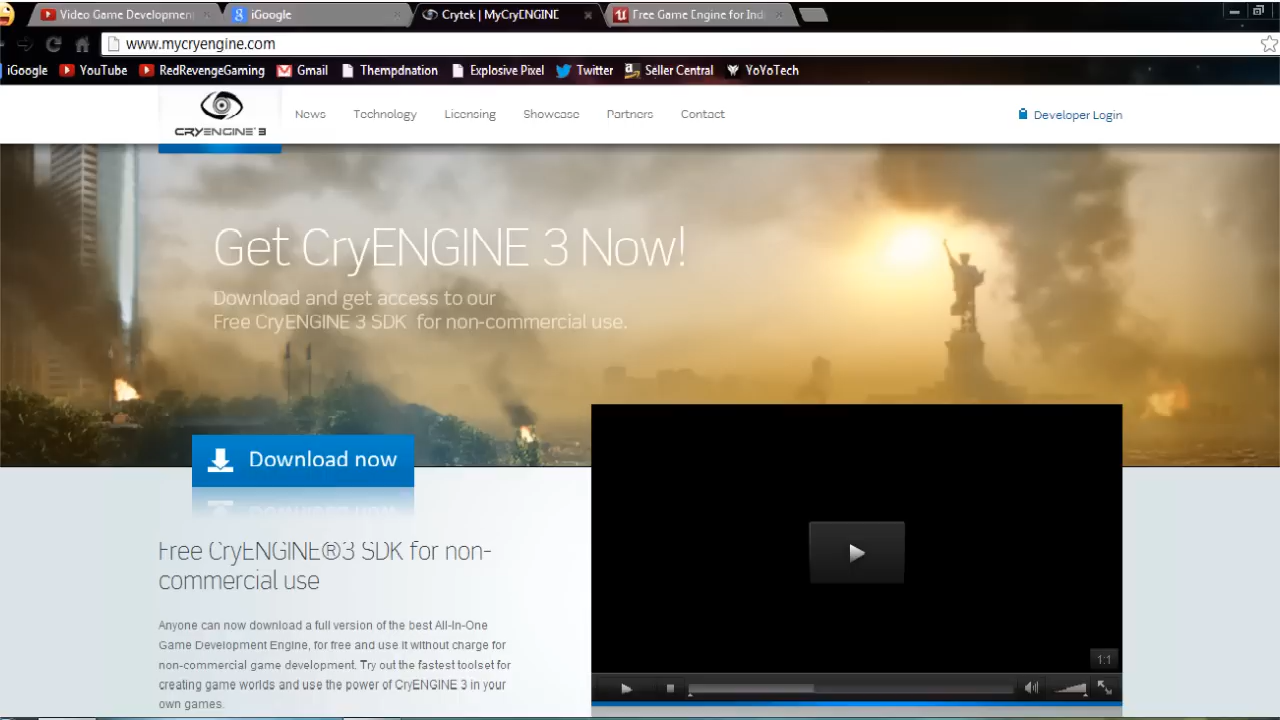 Video Game Development
iGoogle
Crytek | MyCryENGINE
Free Game Engine for Ind
www.mycryengine.com
iGoogle
YouTube
RedRevengeGaming
Gmail
Thempdnation
Explosive Pixel
Twitter
Seller Central
YoYoTech
CRYENGINE®3
News
Technology
Licensing
Showcase
Partners
Contact
Developer Login
Get CryENGINE 3 Now!
Download and get access to our
Free CryENGINE 3 SDK for non-commercial use.
Download now
Free CryENGINE®3 SDK for non-
commercial use
Anyone can now download a full version of the best All-In-One
Game Development Engine, for free and use it without charge for
non-commercial game development. Try out the fastest toolset for
creating game worlds and use the power of CryENGINE 3 in your
own games.
1:1